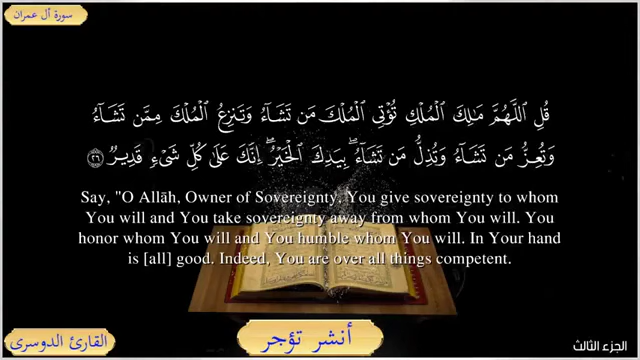 سورة آل عمران
قُلِ اللَّهُمَّ مَالِكَ الْمُلْكِ تُؤْتِي الْمُلْكَ مَن تَشَاءُ وَتَنزِعُ الْمُلْكَ مِمَّن تَشَاءُ
وَتُعِزُّ مَن تَشَاءُ وَتُذِلُّ مَن تَشَاءُ ۖ بِيَدِكَ الْخَيْرُ ۖ إِنَّكَ عَلَىٰ كُلِّ شَيْءٍ قَدِيرٌ ٢٦
Say, "O Allāh, Owner of Sovereignty, You give sovereignty to whom
You will and You take sovereignty away from whom You will. You
honor whom You will and You humble whom You will. In Your hand
is [all] good. Indeed, You are over all things competent.
القارئ الدوسرى
أنشر تؤجر
الجزء الثالث